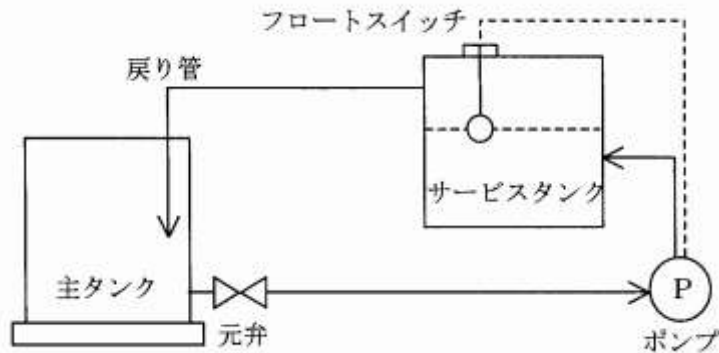 フロートスイッチ
戻り管
サービスタンク
主タンク
元弁
P
ポンプ